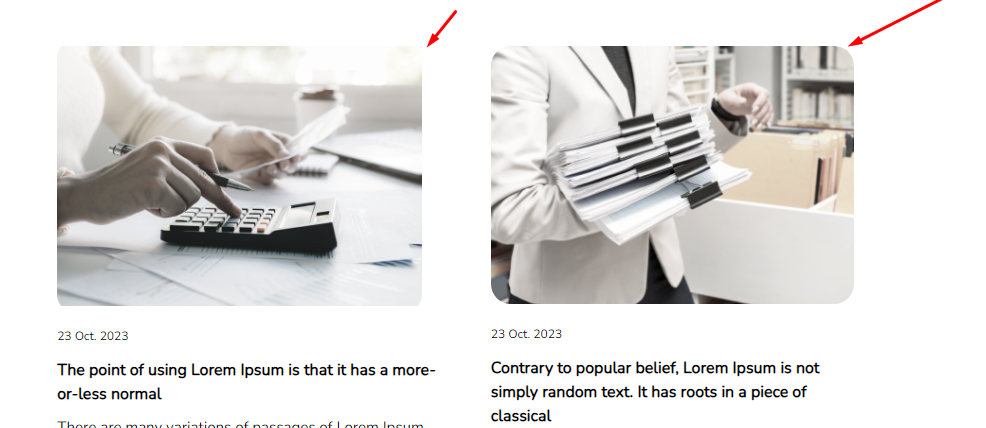 23 Oct. 2023
The point of using Lorem Ipsum is that it has a more-
or-less normal
There are many variations of passages of Lorem Ipsum
23 Oct. 2023
Contrary to popular belief, Lorem Ipsum is not
simply random text. It has roots in a piece of
classical